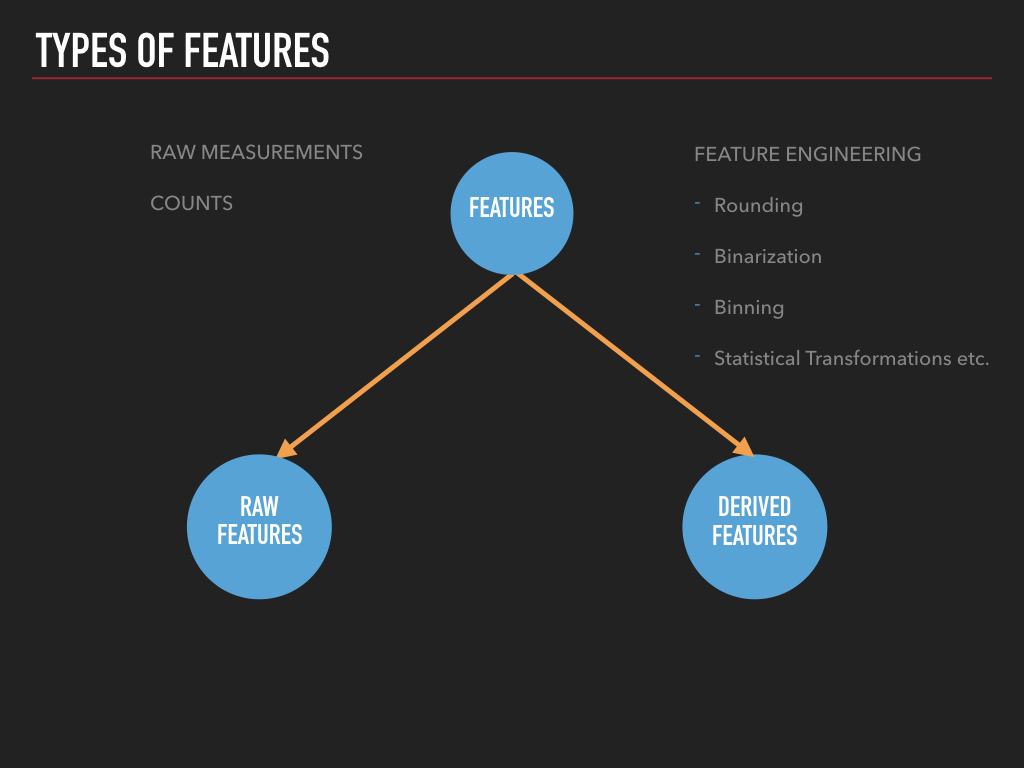 TYPES OF FEATURES
RAW MEASUREMENTS
COUNTS
FEATURES
FEATURE ENGINEERING
- Rounding
- Binarization
- Binning
- Statistical Transformations etc.
RAW
FEATURES
DERIVED
FEATURES